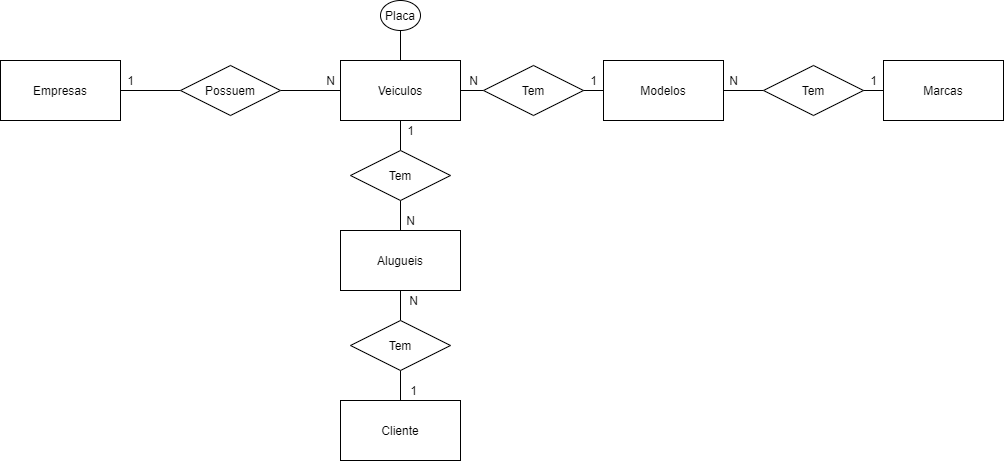 Placa
Empresas 1 Possuem N Veiculos N Tem 1 Modelos N Tem 1 Marcas
1
Tem
N
Alugueis
N
Tem
1
Cliente